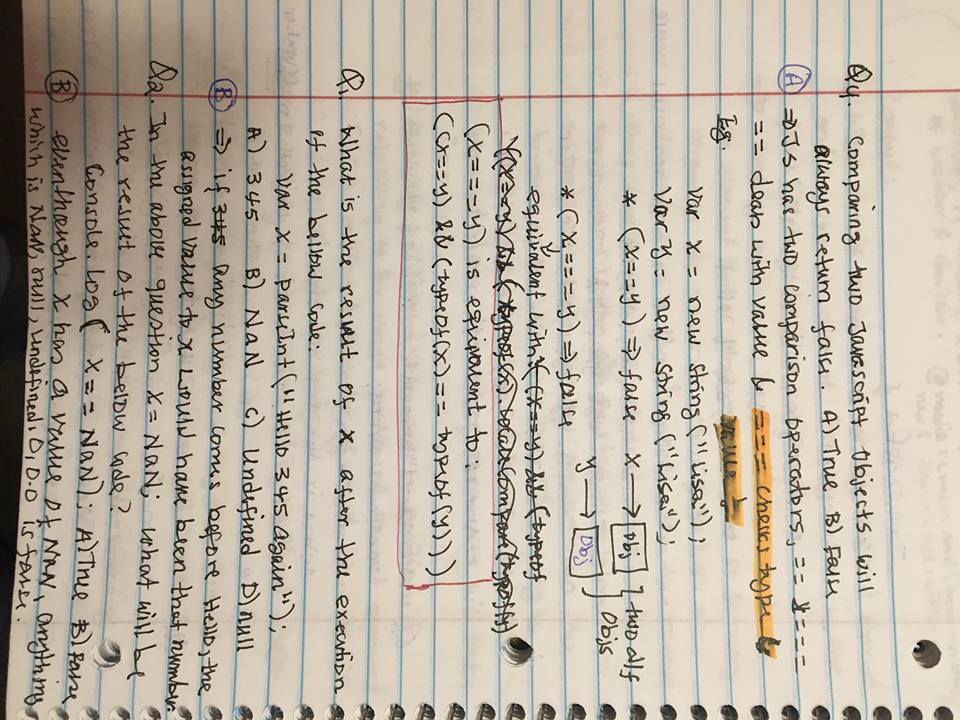 Q4. Comparing two Javascript Objects will
always return false. A) True B) False
A ⇒ JS has two comparison operators, == & ===
== deals with value & === checks type &
value by
Eg.
Var x = new String("Lisa");
Var y = new String("Lisa");
* (x==y) ⇒ false x → Obj } two diff
y → Obj } Objs
* (x===y) ⇒ false
equivalent with (x==y) && (typeof
(x===y) is equivalent to:
((x==y) && (typeof(x) === typeof(y)))
Q1. What is the result of x after the execution
of the bellow code:
Var x = parseInt("Hello 345 again");
A) 345 B) NaN C) Undefined D) null
B ⇒ if 345 any number comes before Hello, the
assigned value to x would have been that number.
Q2. In the above question x = NaN; what will be
the result of the below code?
Console.log( x == NaN); A) True B) False
B eventhrough x has a value of NaN, anything
which is NaN, null, Undefined, 0, 0.0 is false.